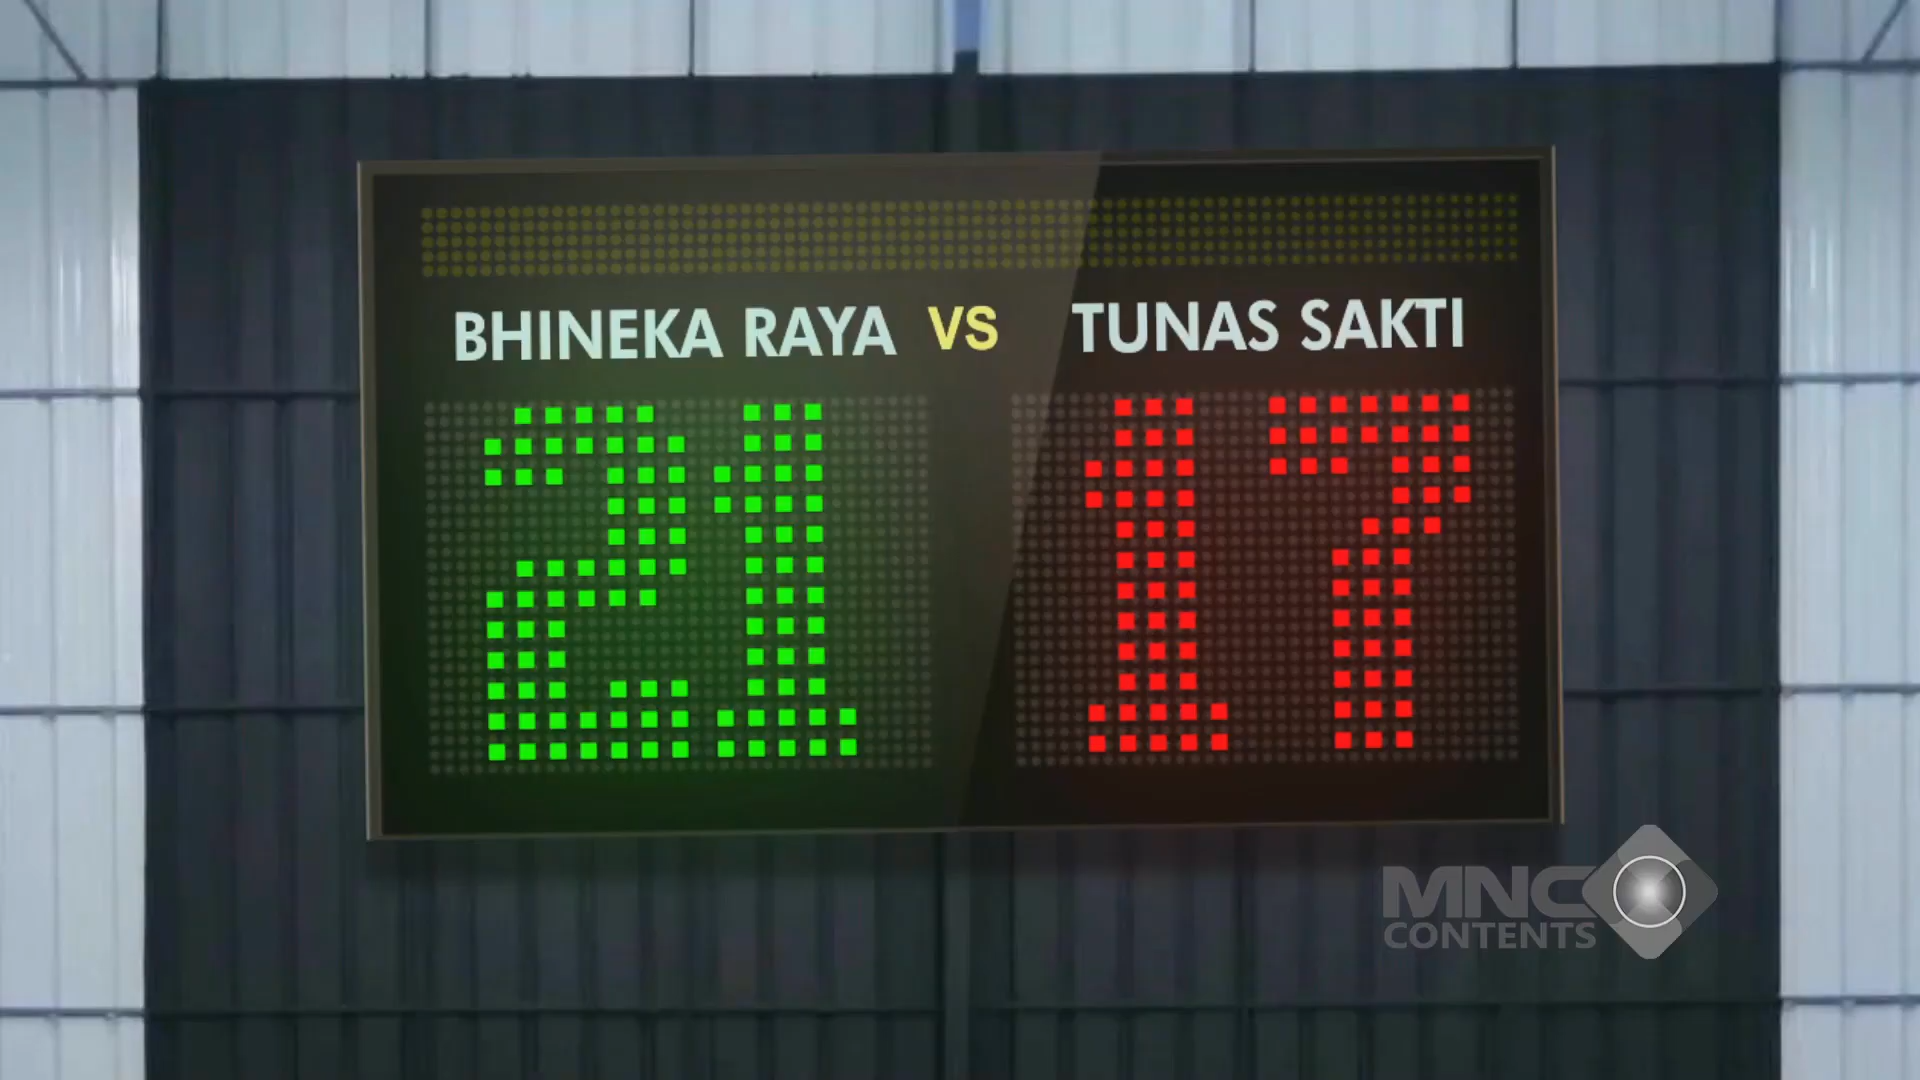 BHINEKA RAYA VS TUNAS SAKTI
21 17
MNC
CONTENTS